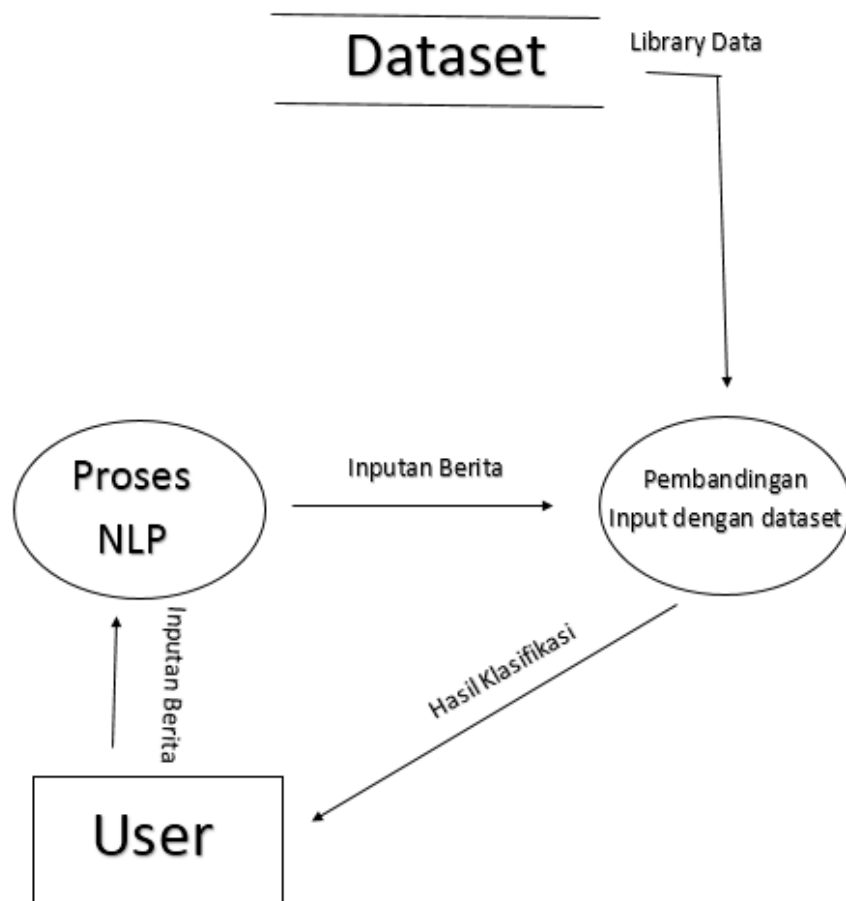 Dataset
Library Data
Proses
NLP
Inputan Berita
Pembandingan
Input dengan dataset
Inputan Berita
Hasil Klasifikasi
User